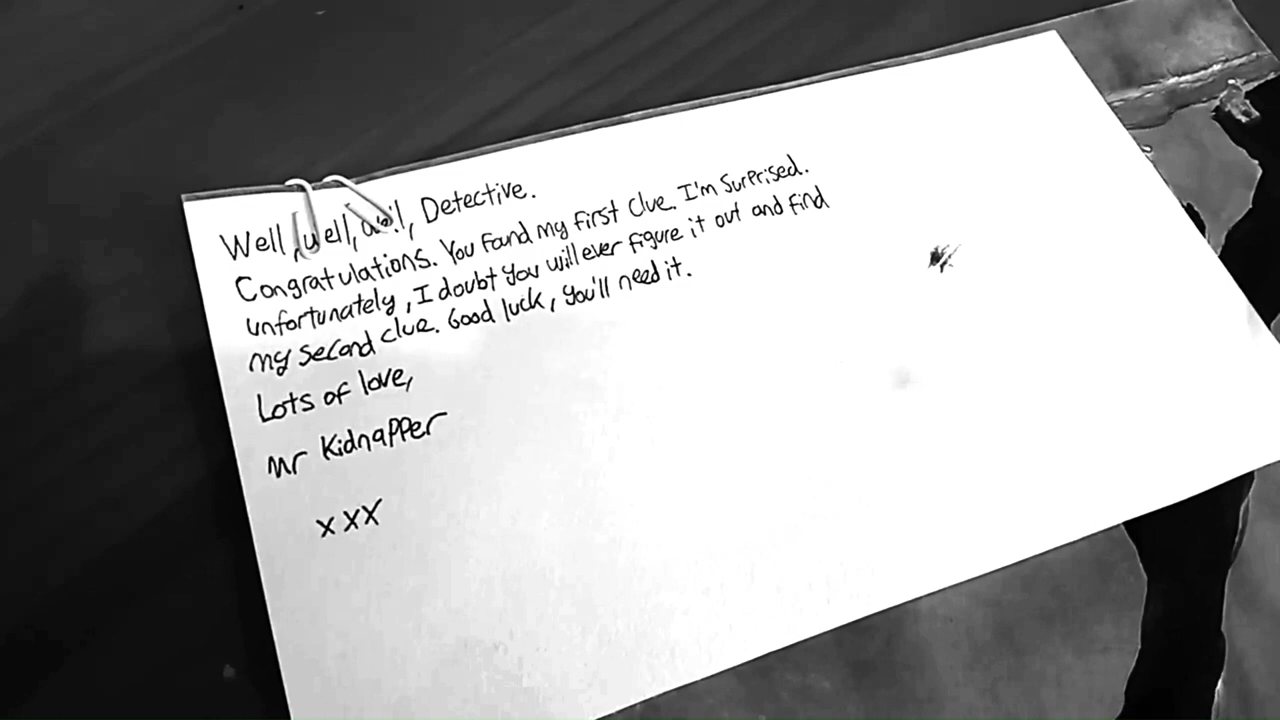 Well, well, well, Detective.
Congratulations. You found my first clue. I'm surprised.
unfortunately, I doubt you will ever figure it out and find
my second clue. Good luck, you'll need it.
Lots of love,
Mr Kidnapper
xxx